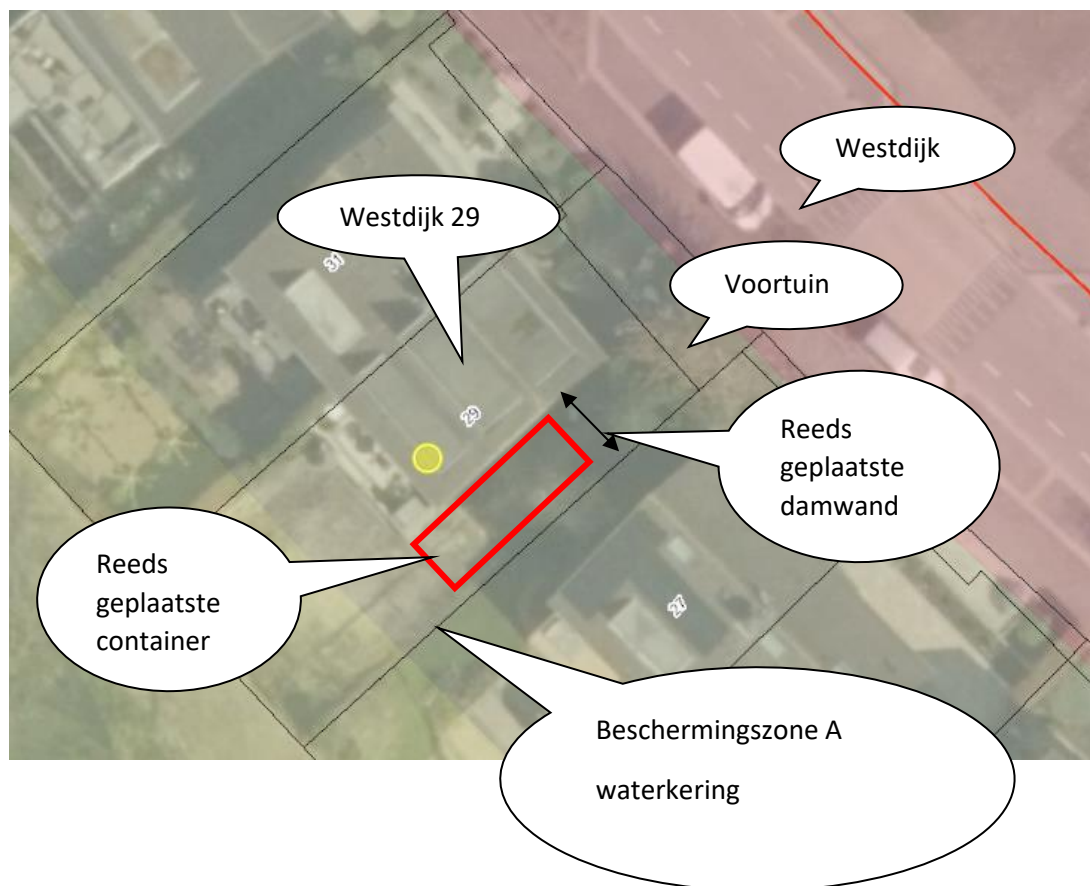 Westdijk
Westdijk 29
31
Voortuin
29
Reeds
geplaatste
damwand
Reeds
geplaatste
container
27
Beschermingszone A
waterkering